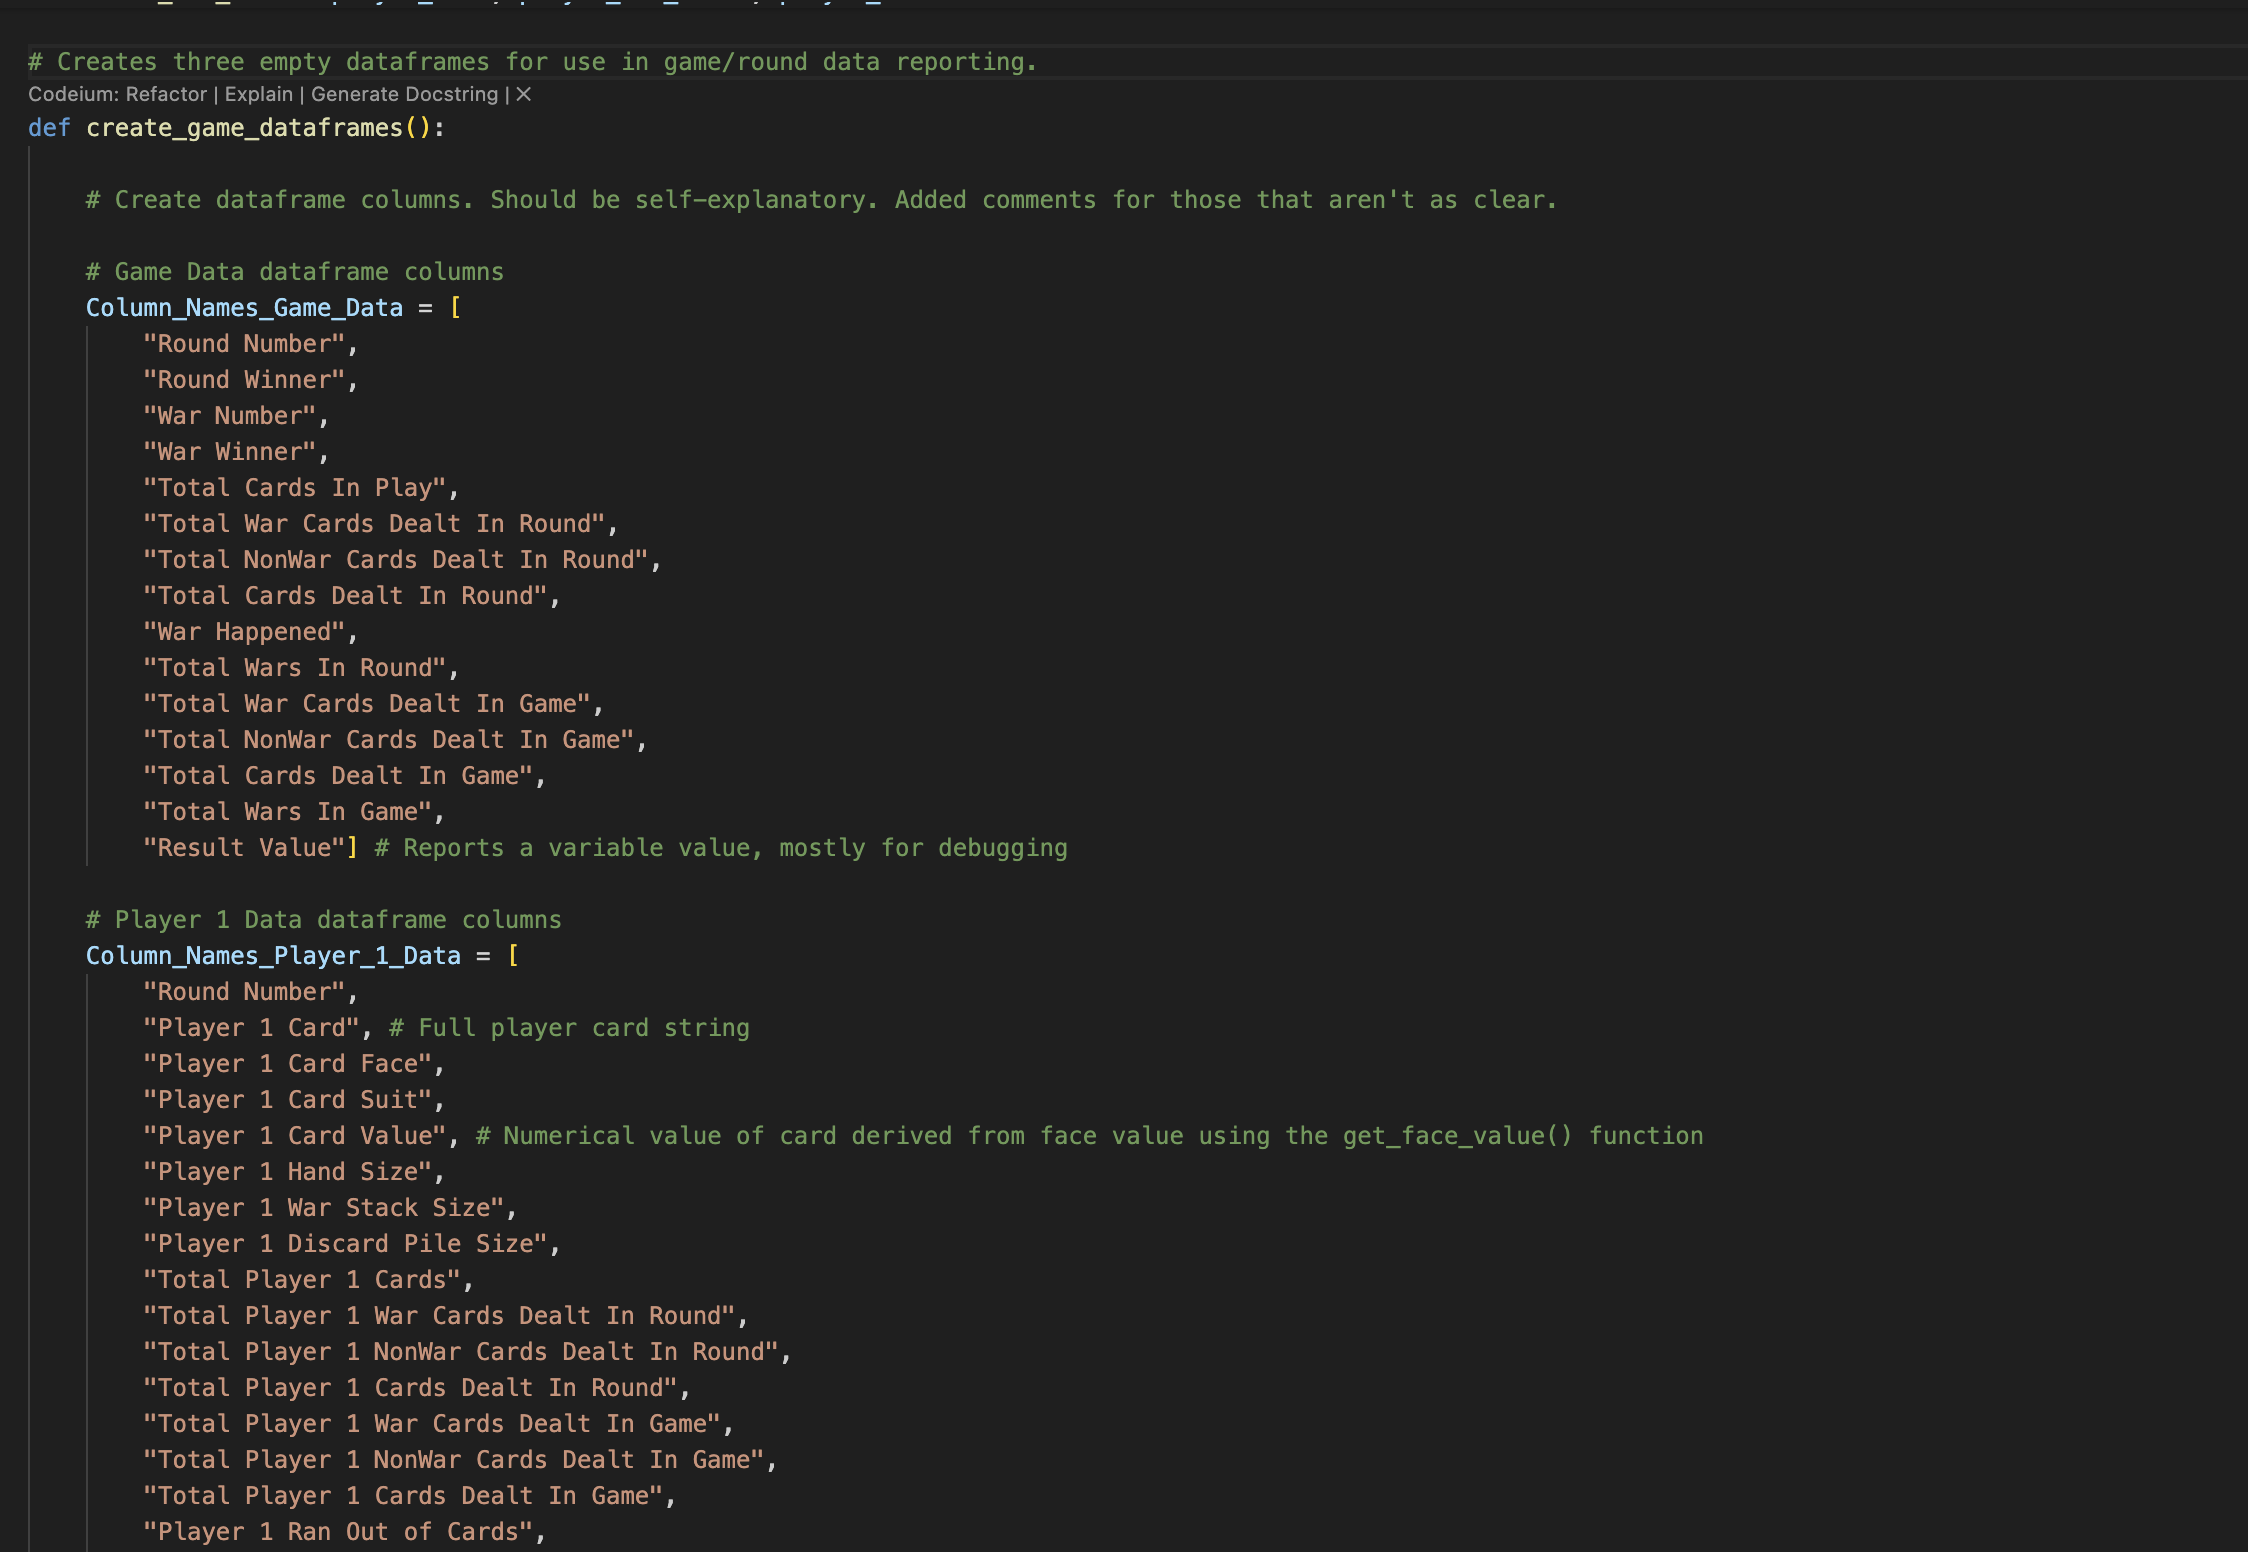 # Creates three empty dataframes for use in game/round data reporting.
Codeium: Refactor | Explain | Generate Docstring | ✕
def create_game_dataframes():
# Create dataframe columns. Should be self-explanatory. Added comments for those that aren't as clear.
# Game Data dataframe columns
Column_Names_Game_Data = [
"Round Number",
"Round Winner",
"War Number",
"War Winner",
"Total Cards In Play",
"Total War Cards Dealt In Round",
"Total NonWar Cards Dealt In Round",
"Total Cards Dealt In Round",
"War Happened",
"Total Wars In Round",
"Total War Cards Dealt In Game",
"Total NonWar Cards Dealt In Game",
"Total Cards Dealt In Game",
"Total Wars In Game",
"Result Value"] # Reports a variable value, mostly for debugging
# Player 1 Data dataframe columns
Column_Names_Player_1_Data = [
"Round Number",
"Player 1 Card", # Full player card string
"Player 1 Card Face",
"Player 1 Card Suit",
"Player 1 Card Value", # Numerical value of card derived from face value using the get_face_value() function
"Player 1 Hand Size",
"Player 1 War Stack Size",
"Player 1 Discard Pile Size",
"Total Player 1 Cards",
"Total Player 1 War Cards Dealt In Round",
"Total Player 1 NonWar Cards Dealt In Round",
"Total Player 1 Cards Dealt In Round",
"Total Player 1 War Cards Dealt In Game",
"Total Player 1 NonWar Cards Dealt In Game",
"Total Player 1 Cards Dealt In Game",
"Player 1 Ran Out of Cards",